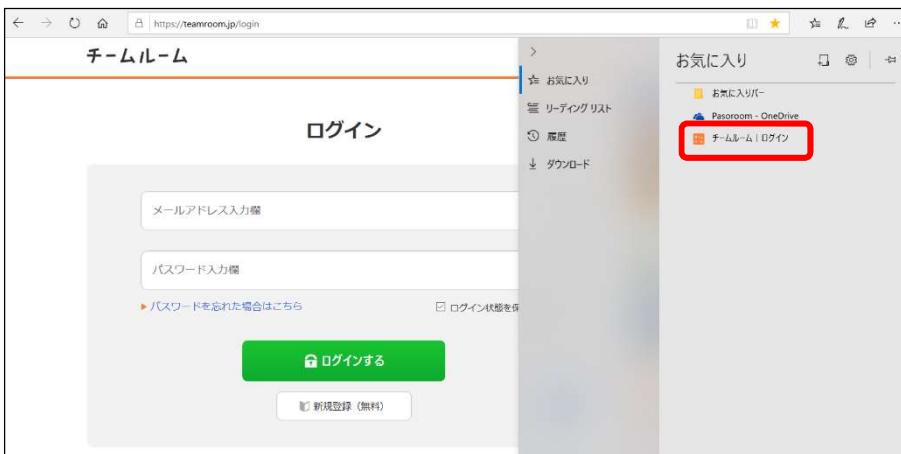 https://teamroom.jp/login
チームルーム
ログイン
メールアドレス入力欄
パスワード入力欄
パスワードを忘れた場合はこちら
ログイン状態を保
ログインする
新規登録（無料）
お気に入り
リーディング リスト
履歴
ダウンロード
お気に入り
お気に入りバー
Pasoroom - OneDrive
チームルーム | ログイン